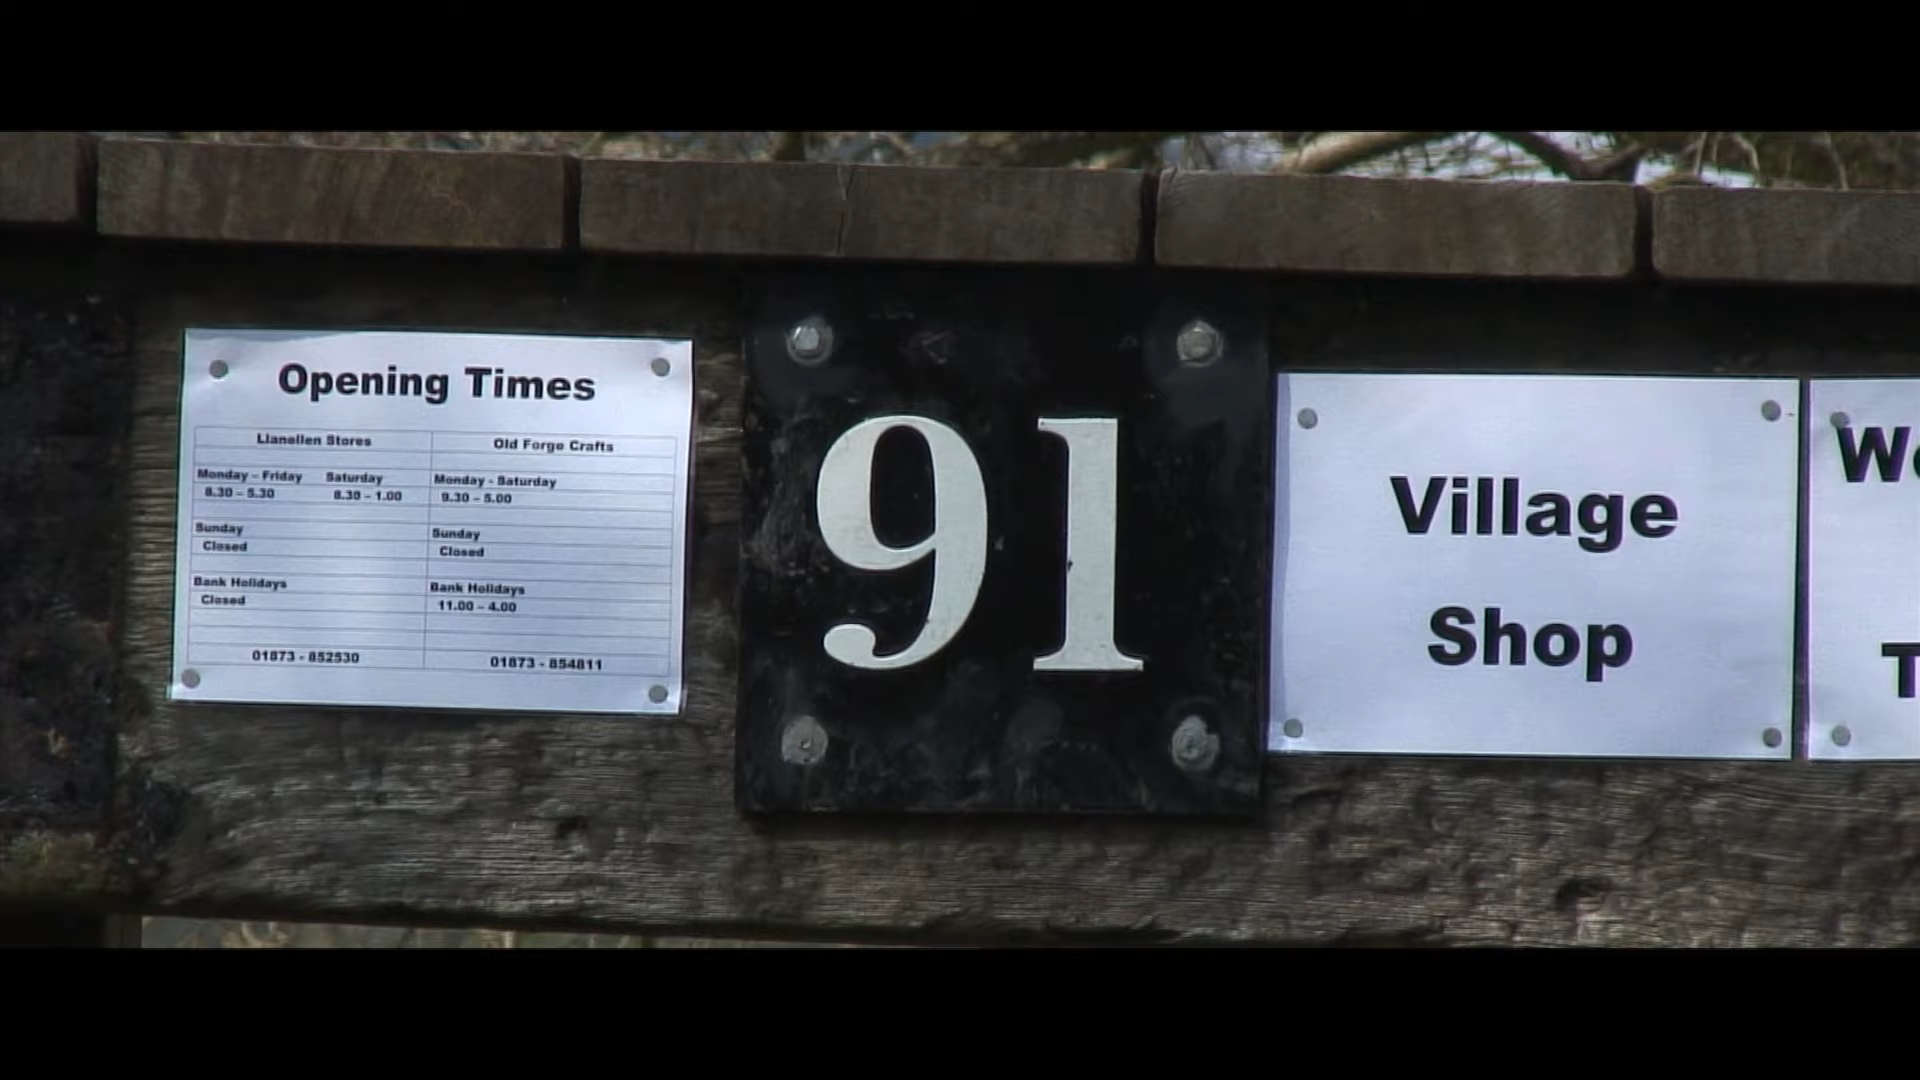 Opening Times
Llanellen Stores
Monday – Friday Saturday
8.30 – 5.30 8.30 – 1.00
Sunday
Closed
Bank Holidays
Closed
01873 - 852530
Old Forge Crafts
Monday - Saturday
9.30 – 5.00
Sunday
Closed
Bank Holidays
11.00 – 4.00
01873 - 854811
91
Village
Shop